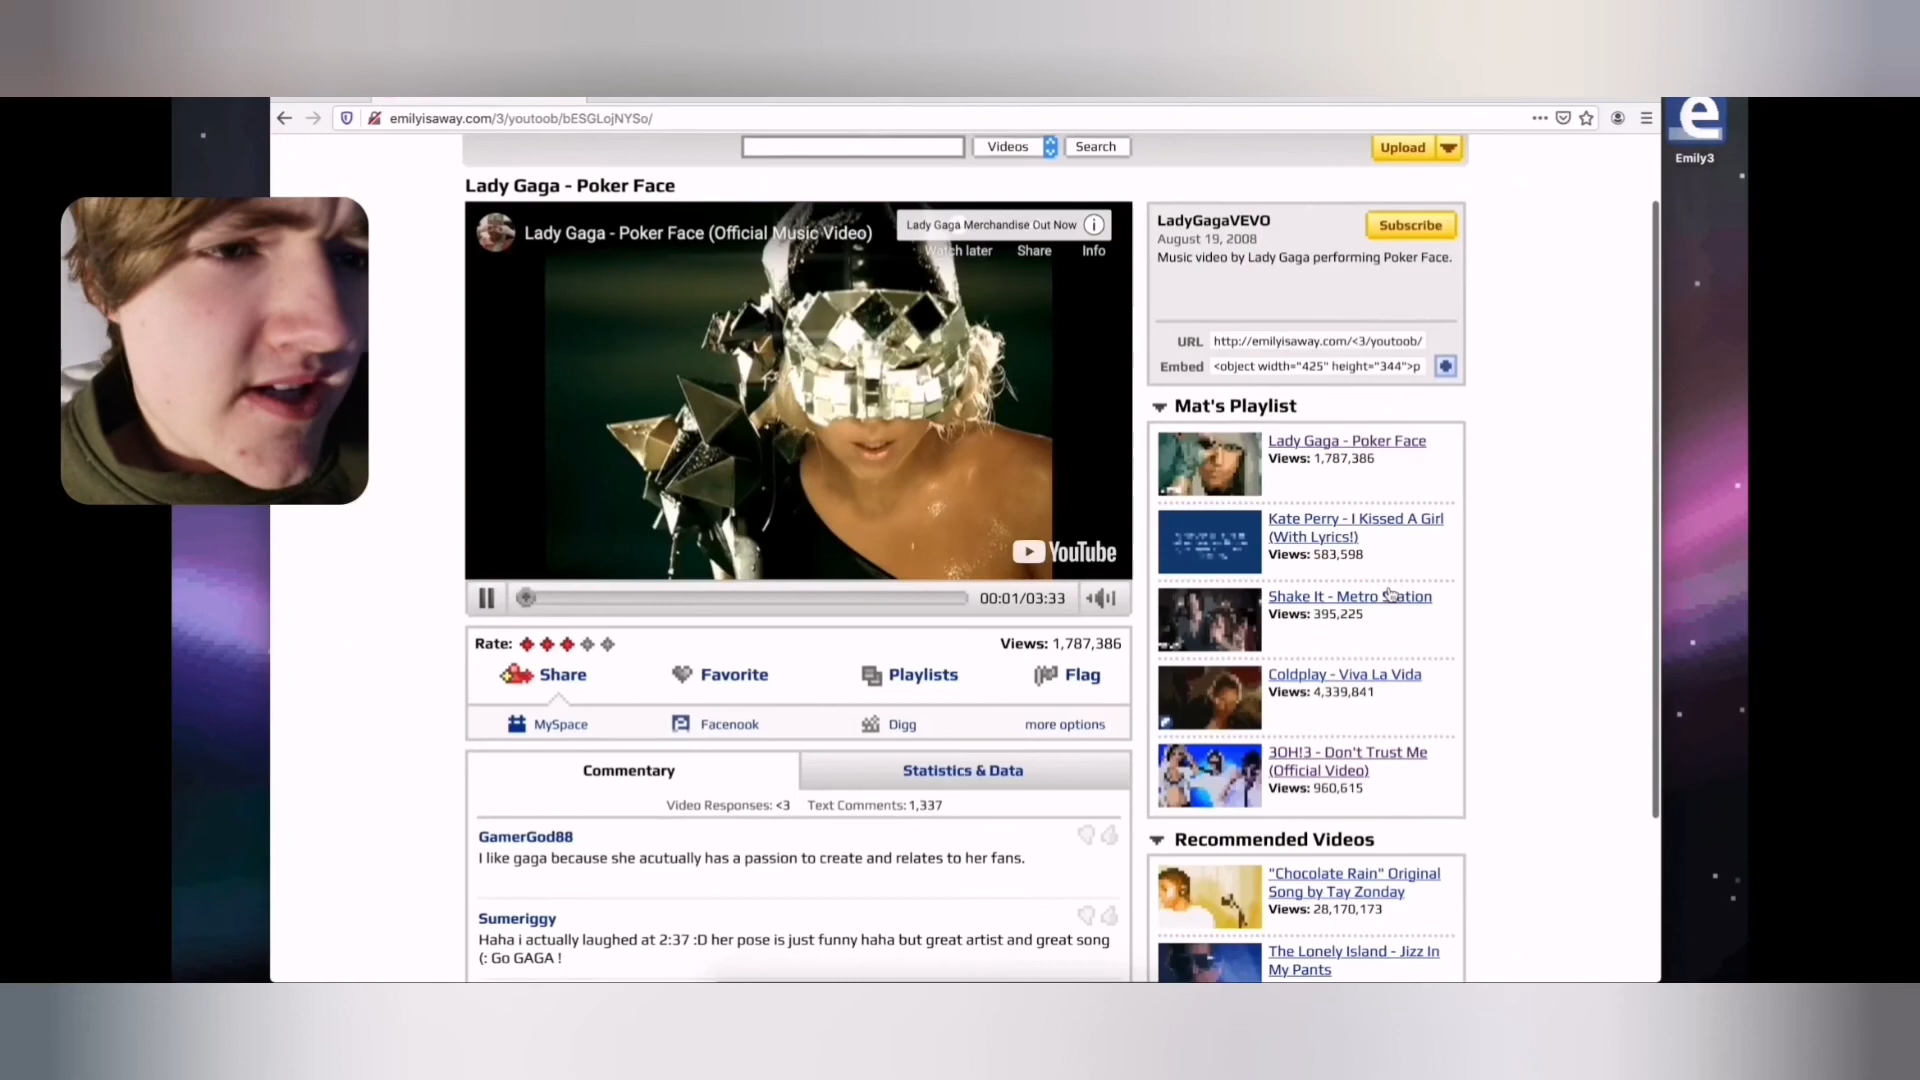 emilyisaway.com/3/youtoob/bESGLojNYSo/
Emily3
Videos
Search
Upload
Lady Gaga - Poker Face
Lady Gaga - Poker Face (Official Music Video)
Lady Gaga Merchandise Out Now
Watch later
Share
Info
YouTube
00:01/03:33
Rate:
Views: 1,787,386
Share
Favorite
Playlists
Flag
MySpace
Facenook
Digg
more options
Commentary
Statistics & Data
Video Responses: <3 Text Comments: 1,337
GamerGod88
I like gaga because she acutually has a passion to create and relates to her fans.
Sumeriggy
Haha i actually laughed at 2:37 :D her pose is just funny haha but great artist and great song
(: Go GAGA !
LadyGagaVEVO
Subscribe
August 19, 2008
Music video by Lady Gaga performing Poker Face.
URL http://emilyisaway.com/<3/youtoob/
Embed <object width="425" height="344">p
Mat's Playlist
Lady Gaga - Poker Face
Views: 1,787,386
Kate Perry - I Kissed A Girl
(With Lyrics!)
Views: 583,598
Shake It - Metro Station
Views: 395,225
Coldplay - Viva La Vida
Views: 4,339,841
3OH!3 - Don't Trust Me
(Official Video)
Views: 960,615
Recommended Videos
"Chocolate Rain" Original
Song by Tay Zonday
Views: 28,170,173
The Lonely Island - Jizz In
My Pants